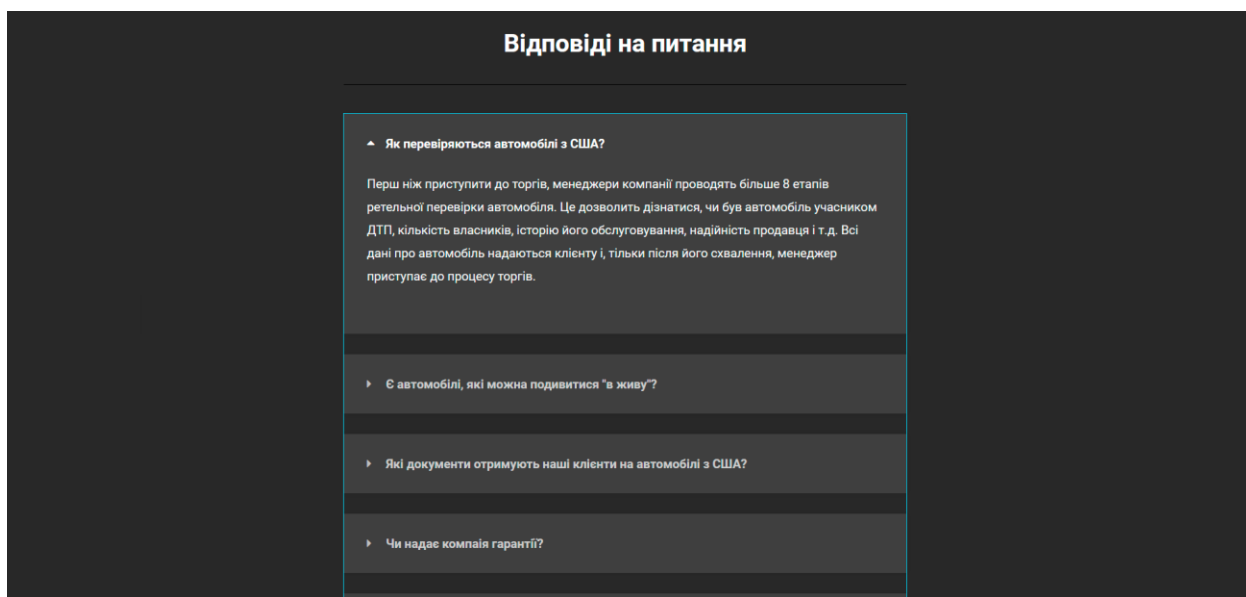 Відповіді на питання
Як перевіряються автомобілі з США?
Перш ніж приступити до торгів, менеджери компанії проводять більше 8 етапів
ретельної перевірки автомобіля. Це дозволить дізнатися, чи був автомобіль учасником
ДТП, кількість власників, історію його обслуговування, надійність продавця і т.д. Всі
дані про автомобіль надаються клієнту і, тільки після його схвалення, менеджер
приступає до процесу торгів.
Є автомобілі, які можна подивитися "в живу"?
Які документи отримують наші клієнти на автомобілі з США?
Чи надає компаія гарантії?